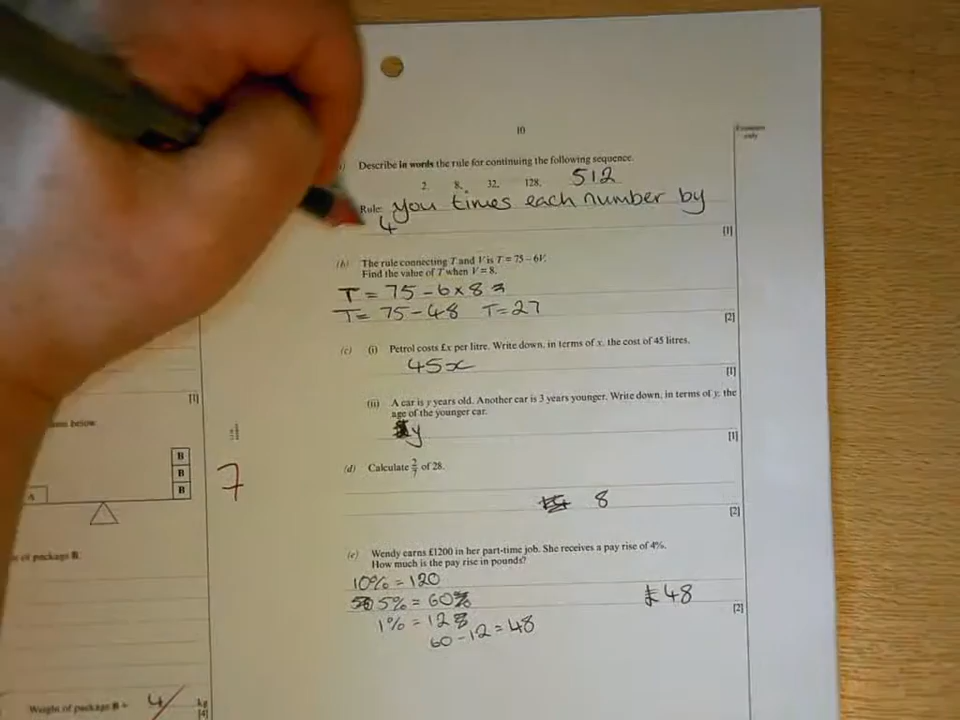 10
Examiner only
Describe in words the rule for continuing the following sequence.
2, 8, 32, 128, 512
Rule: you times each number by
4
[1]
(b) The rule connecting T and V is T = 75 – 6V.
Find the value of T when V = 8.
T = 75 - 6 x 8
T = 75 - 48 T = 27
[2]
(c) (i) Petrol costs £x per litre. Write down, in terms of x, the cost of 45 litres.
45x
[1]
(ii) A car is y years old. Another car is 3 years younger. Write down, in terms of y, the
age of the younger car.
y
[1]
(d) Calculate 2/7 of 28.
8
[2]
(e) Wendy earns £1200 in her part-time job. She receives a pay rise of 4%.
How much is the pay rise in pounds?
10% = 120
5% = 60
£48
[2]
1% = 12
60 - 12 = 48
[1]
below.
A
B
B
B
7
of package B.
Weight of package B = 4 kg
[4]